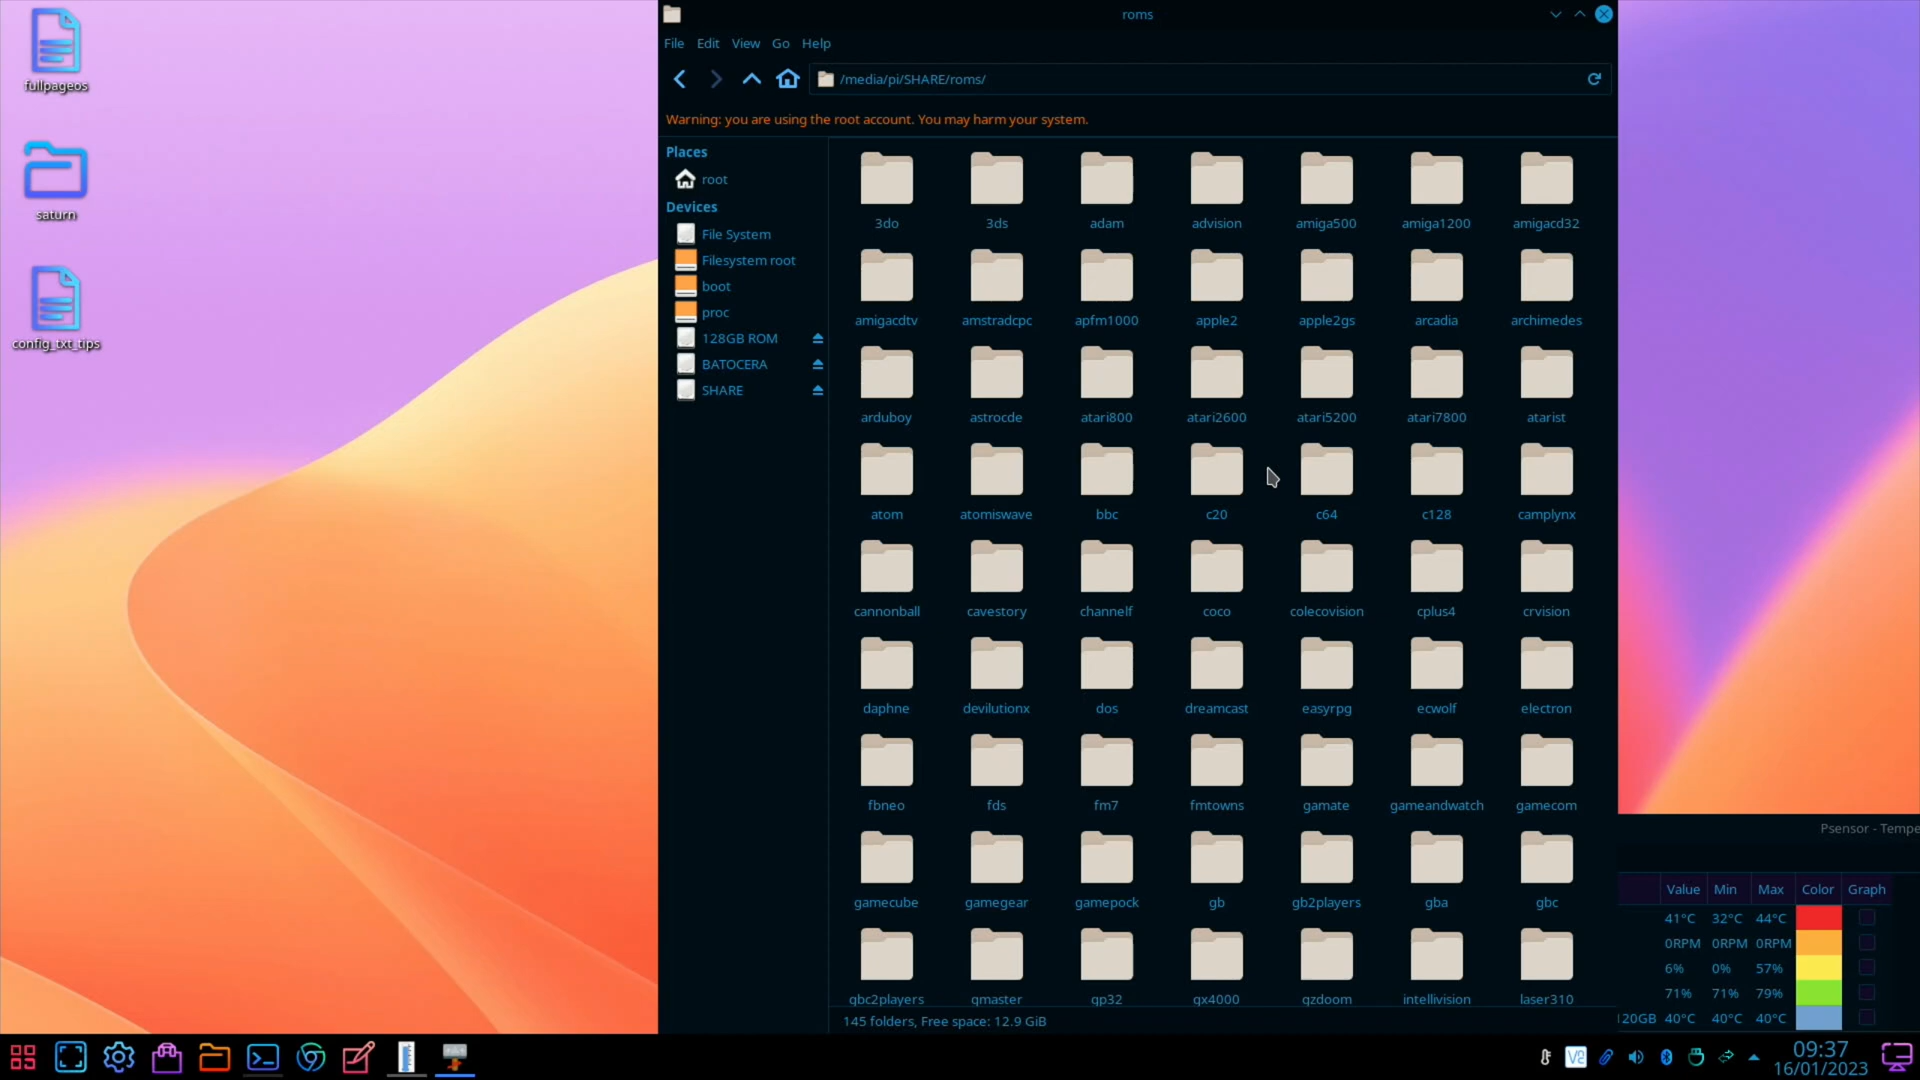 fullpageos
saturn
config_txt_tips
roms
File Edit View Go Help
/media/pi/SHARE/roms/
Warning: you are using the root account. You may harm your system.
Places
root
Devices
File System
Filesystem root
boot
proc
128GB ROM
BATOCERA
SHARE
3do 3ds adam advision amiga500 amiga1200 amigacd32
amigacdtv amstradcpc apfm1000 apple2 apple2gs arcadia archimedes
arduboy astrocde atari800 atari2600 atari5200 atari7800 atarist
atom atomiswave bbc c20 c64 c128 camplynx
cannonball cavestory channelf coco colecovision cplus4 crvision
daphne devilutionx dos dreamcast easyrpg ecwolf electron
fbneo fds fm7 fmtowns gamate gameandwatch gamecom
gamecube gamegear gamepock gb gb2players gba gbc
gbc2players gmaster gp32 gx4000 gzdoom intellivision laser310
145 folders, Free space: 12.9 GiB
Psensor - Tempe
Value Min Max Color Graph
41°C 32°C 44°C
0RPM 0RPM 0RPM
6% 0% 57%
71% 71% 79%
120GB 40°C 40°C 40°C
09:37
16/01/2023